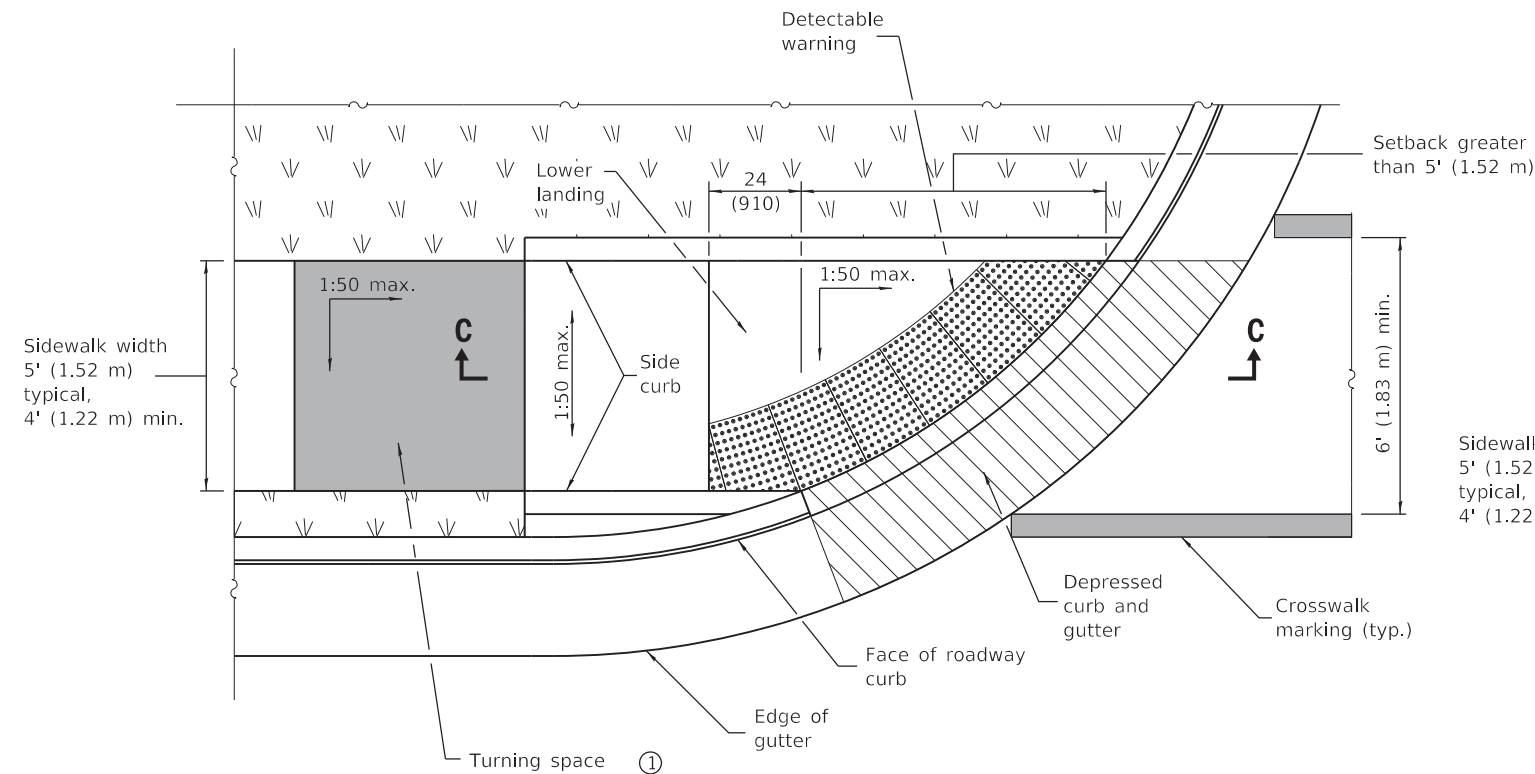 Detectable
warning
Setback greater
than 5' (1.52 m)
Lower
landing
24
(910)
1:50 max.
1:50 max.
Sidewalk width
5' (1.52 m)
typical,
4' (1.22 m) min.
C
1:50 max.
Side
curb
C
6' (1.83 m) min.
Sidewalk
5' (1.52
typical,
4' (1.22
Depressed
curb and
gutter
Crosswalk
marking (typ.)
Face of roadway
curb
Edge of
gutter
Turning space ①